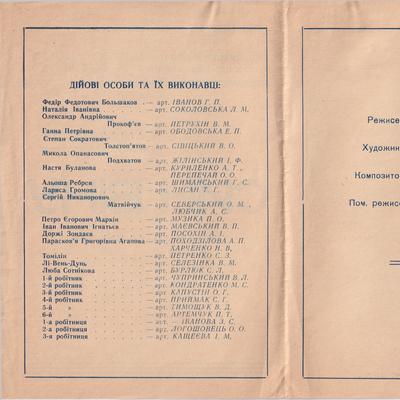 ДІЙОВІ ОСОБИ ТА ЇХ ВИКОНАВЦІ:
Федір Федотович Большаков . — арт. ІВАНОВ Г. П.
Наталія Іванівна . . — арт. СОКОЛОВСЬКА Л. М.
Олександр Андрійович
Прокоф'єв . — арт. ПЕТРУХІН В. М.
Ганна Петрівна . . — арт. ОБОДОВСЬКА Е. П.
Степан Сократович
Толстоп'ятов . — арт. СІВІЦЬКИЙ В. О.
Микола Опанасович
Подхватов . — арт. ЖІЛІНСЬКИЙ І. Ф.
Настя Буланова . . — арт. КУРИЛЕНКО А. Т.,
ПЕРЕПЕЧАЙ О. О.
Альоша Ребров . . — арт. ШИМАНСЬКИЙ Г. С.
Лариса Громова . . — арт. ЛІСАН Т. Є.
Сергій Никанорович
Матвійчук . — арт. СЕВЕРСЬКИЙ О. М.,
ЛЮБЧИК А. С.
Петро Єгорович Маркін . — арт. МУЗИКА П. О.
Іван Іванович Ігнатьєв . — арт. МАЄВСЬКИЙ В. П.
Доржі Зондаєв . . — арт. ПОСОХІН А. І.
Парасков'я Григорівна Агапова . — арт. ПОХОДЗІЛОВА А. П.
ХАРЧЕНКО Н. В.,
Томілін . . — арт. ПЕТРЕНКО С. З.
Лі-Вень-Дунь . . — арт. СЕЛЕЗІНКА В. М.
Люба Сотнікова . . — арт. БУРЛЮК С. Л.
1-й робітник . . — арт. ЧУПРИНСЬКИЙ В. Л.
2-й робітник . . — арт. КОНДРАТЕНКО М. С.
3-й робітник . . — арт. КАПУСТІН О. Г.
4-й робітник . . — арт. ПРИЙМАК С. Г.
5-й » . . — арт. ТИМОЩУК В. Д.
6-й » . . — арт. АРТЕМЧУК П. Т.
1-а робітниця . . — арт. ІВАНОВА З. С.
2-а робітниця . . — арт. ЛОГОШОВЕЦЬ О. О.
3-я робітниця . . — арт. КАЩЕЄВА І. М.
Режисе
Художни
Композито
Пом. режисе